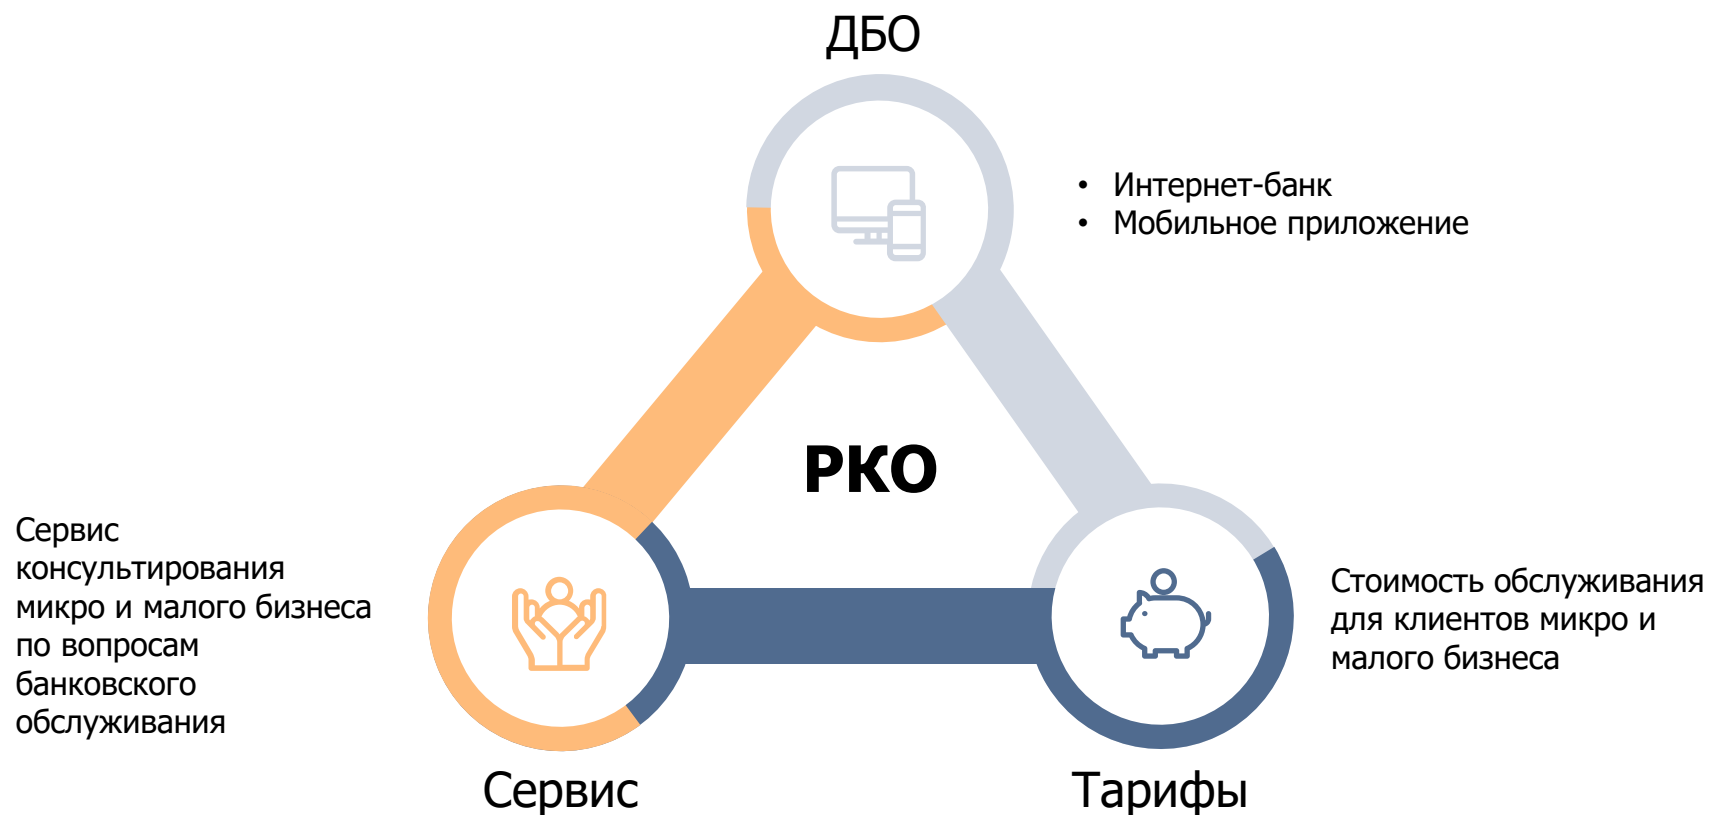 ДБО
• Интернет-банк
• Мобильное приложение
РКО
Сервис
консультирования
микро и малого бизнеса
по вопросам
банковского
обслуживания
Стоимость обслуживания
для клиентов микро и
малого бизнеса
Сервис
Тарифы